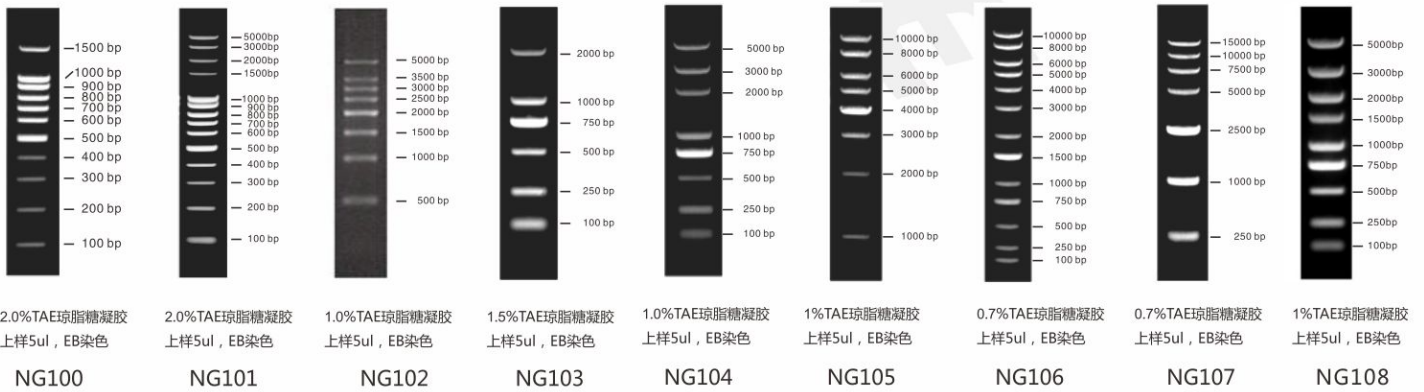 1500 bp
1000 bp
900 bp
800 bp
700 bp
600 bp
500 bp
400 bp
300 bp
200 bp
100 bp
2.0%TAE琼脂糖凝胶
上样5ul，EB染色
NG100
5000bp
3000bp
2000bp
1500bp
1000 bp
900 bp
800 bp
700 bp
600 bp
500 bp
400 bp
300 bp
200 bp
100 bp
2.0%TAE琼脂糖凝胶
上样5ul，EB染色
NG101
5000 bp
3500 bp
3000 bp
2500 bp
2000 bp
1500 bp
1000 bp
500 bp
1.0%TAE琼脂糖凝胶
上样5ul，EB染色
NG102
2000 bp
1000 bp
750 bp
500 bp
250 bp
100 bp
1.5%TAE琼脂糖凝胶
上样5ul，EB染色
NG103
5000 bp
3000 bp
2000 bp
1000 bp
750 bp
500 bp
250 bp
100 bp
1.0%TAE琼脂糖凝胶
上样5ul，EB染色
NG104
10000 bp
8000 bp
6000 bp
5000 bp
4000 bp
3000 bp
2000 bp
1000 bp
1%TAE琼脂糖凝胶
上样5ul，EB染色
NG105
10000 bp
8000 bp
6000 bp
5000 bp
4000 bp
3000 bp
2000 bp
1500 bp
1000 bp
750 bp
500 bp
250 bp
100 bp
0.7%TAE琼脂糖凝胶
上样5ul，EB染色
NG106
15000 bp
10000 bp
7500 bp
5000 bp
2500 bp
1000 bp
250 bp
0.7%TAE琼脂糖凝胶
上样5ul，EB染色
NG107
5000bp
3000bp
2000bp
1500bp
1000bp
750bp
500bp
250bp
100bp
1%TAE琼脂糖凝胶
上样5ul，EB染色
NG108